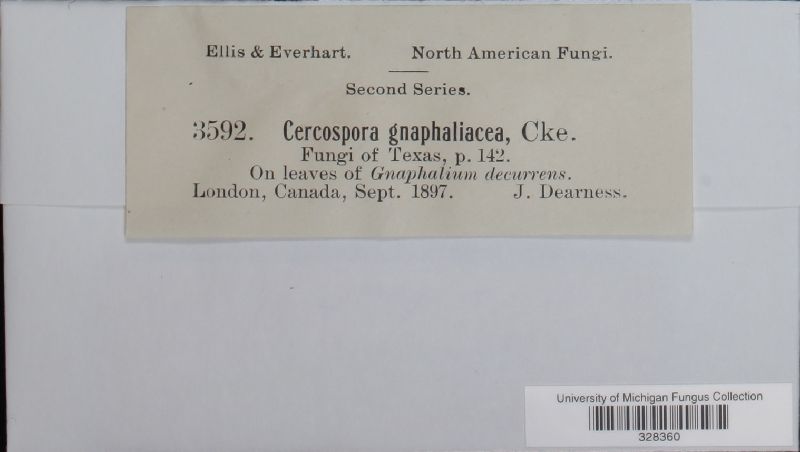 Ellis & Everhart. North American Fungi.
Second Series.
3592. Cercospora gnaphaliacea, Cke.
Fungi of Texas, p. 142.
On leaves of Gnaphalium decurrens.
London, Canada, Sept. 1897. J. Dearness.
University of Michigan Fungus Collection
328360